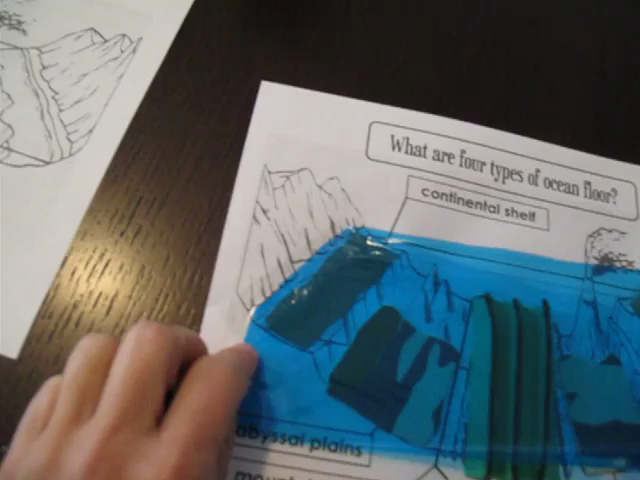 What are four types of ocean floor?
continental shelf
abyssal plains